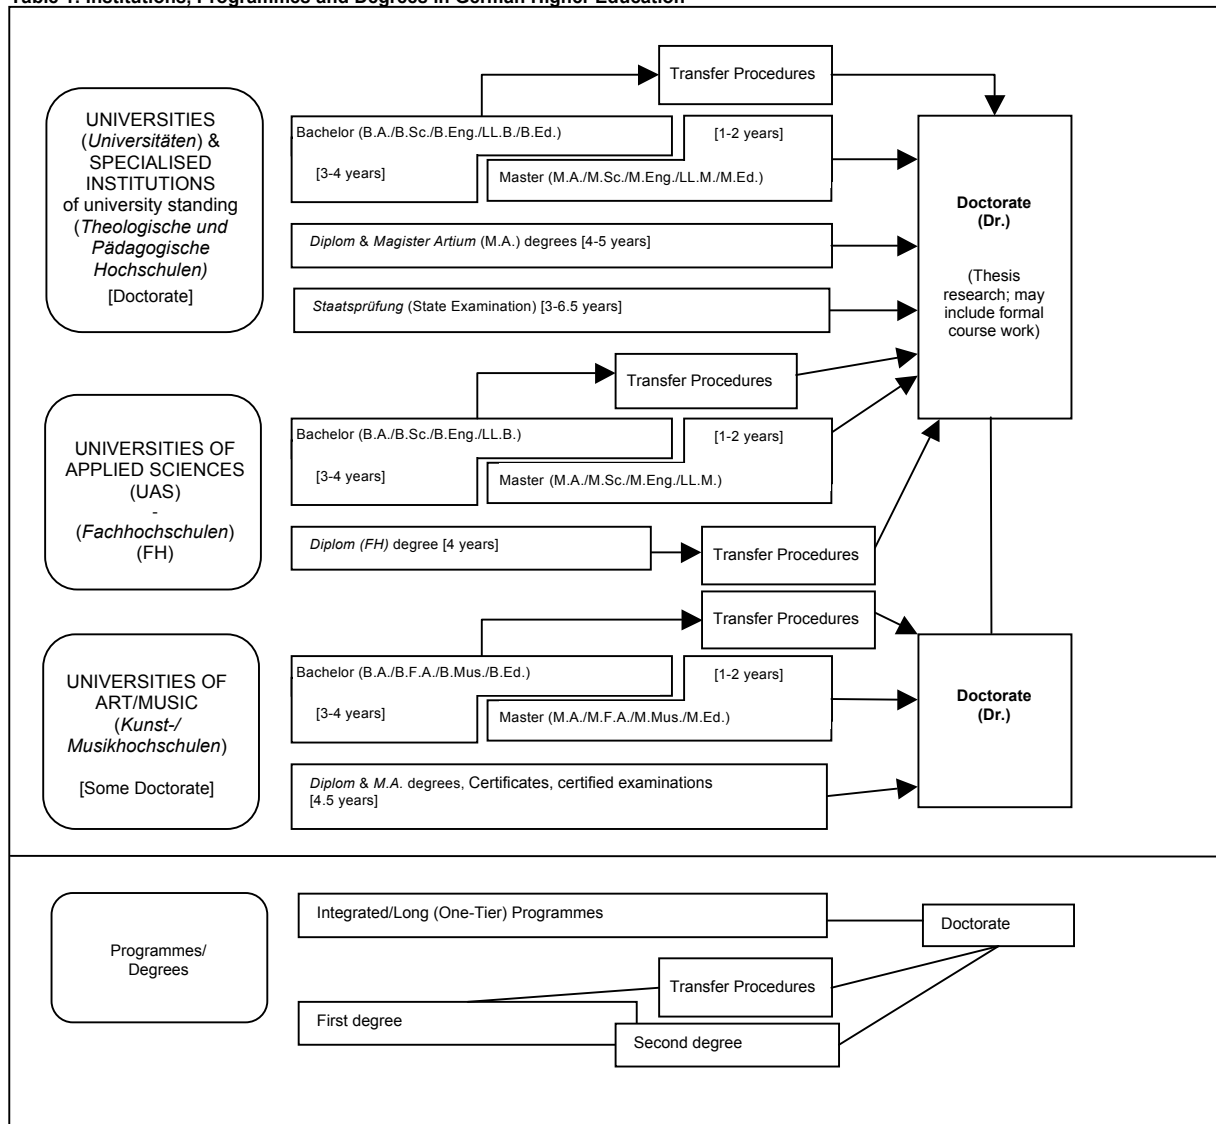 Table 1: Institutions, Programmes and Degrees in German Higher Education
UNIVERSITIES
(Universitäten) &
SPECIALISED
INSTITUTIONS
of university standing
(Theologische und
Pädagogische
Hochschulen)
[Doctorate]
Transfer Procedures
Bachelor (B.A./B.Sc./B.Eng./LL.B./B.Ed.)
[3-4 years]
[1-2 years]
Master (M.A./M.Sc./M.Eng./LL.M./M.Ed.)
Diplom & Magister Artium (M.A.) degrees [4-5 years]
Staatsprüfung (State Examination) [3-6.5 years]
Doctorate
(Dr.)
(Thesis
research; may
include formal
course work)
UNIVERSITIES OF
APPLIED SCIENCES
(UAS)
-
(Fachhochschulen)
(FH)
Transfer Procedures
Bachelor (B.A./B.Sc./B.Eng./LL.B.)
[3-4 years]
[1-2 years]
Master (M.A./M.Sc./M.Eng./LL.M.)
Diplom (FH) degree [4 years]
Transfer Procedures
UNIVERSITIES OF
ART/MUSIC
(Kunst-/
Musikhochschulen)
[Some Doctorate]
Transfer Procedures
Bachelor (B.A./B.F.A./B.Mus./B.Ed.)
[3-4 years]
[1-2 years]
Master (M.A./M.F.A./M.Mus./M.Ed.)
Diplom & M.A. degrees, Certificates, certified examinations
[4.5 years]
Doctorate
(Dr.)
Programmes/
Degrees
Integrated/Long (One-Tier) Programmes
Doctorate
Transfer Procedures
First degree
Second degree